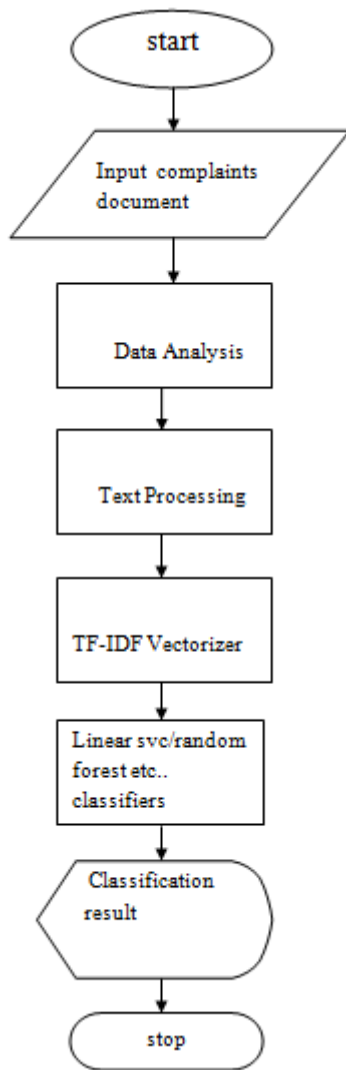 start
Input complaints
document
Data Analysis
Text Processing
TF-IDF Vectorizer
Linear svc/random
forest etc..
classifiers
Classification
result
stop